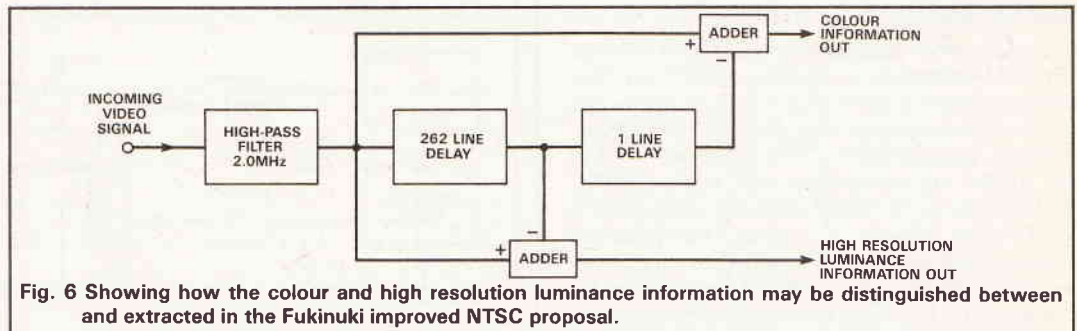 COLOUR
INFORMATION
OUT
ADDER
+
−
INCOMING
VIDEO
SIGNAL
HIGH-PASS
FILTER
2.0MHz
262 LINE
DELAY
1 LINE
DELAY
−
+
ADDER
HIGH RESOLUTION
LUMINANCE
INFORMATION OUT
Fig. 6 Showing how the colour and high resolution luminance information may be distinguished between
and extracted in the Fukinuki improved NTSC proposal.